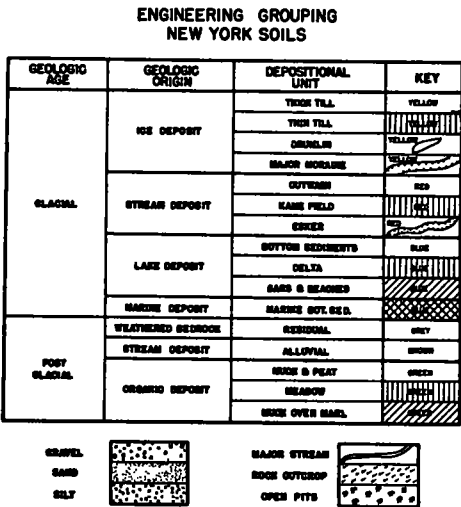 ENGINEERING GROUPING
NEW YORK SOILS
GEOLOGIC AGE GEOLOGIC ORIGIN DEPOSITIONAL UNIT KEY
GLACIAL ICE DEPOSIT THICK TILL YELLOW
THIN TILL YELLOW
DRUMLIN YELLOW
MAJOR MORAINE YELLOW
STREAM DEPOSIT OUTWASH RED
KAME FIELD RED
ESKER RED
LAKE DEPOSIT BOTTOM SEDIMENTS BLUE
DELTA BLUE
BARS & BEACHES BLUE
MARINE DEPOSIT MARINE BOT. SED.
POST GLACIAL WEATHERED BEDROCK RESIDUAL GREY
STREAM DEPOSIT ALLUVIAL BROWN
ORGANIC DEPOSIT MUCK & PEAT GREEN
MEADOW GREEN
MUCK OVER MARL GREEN
GRAVEL MAJOR STREAM
SAND ROCK OUTCROP
SILT OPEN PITS